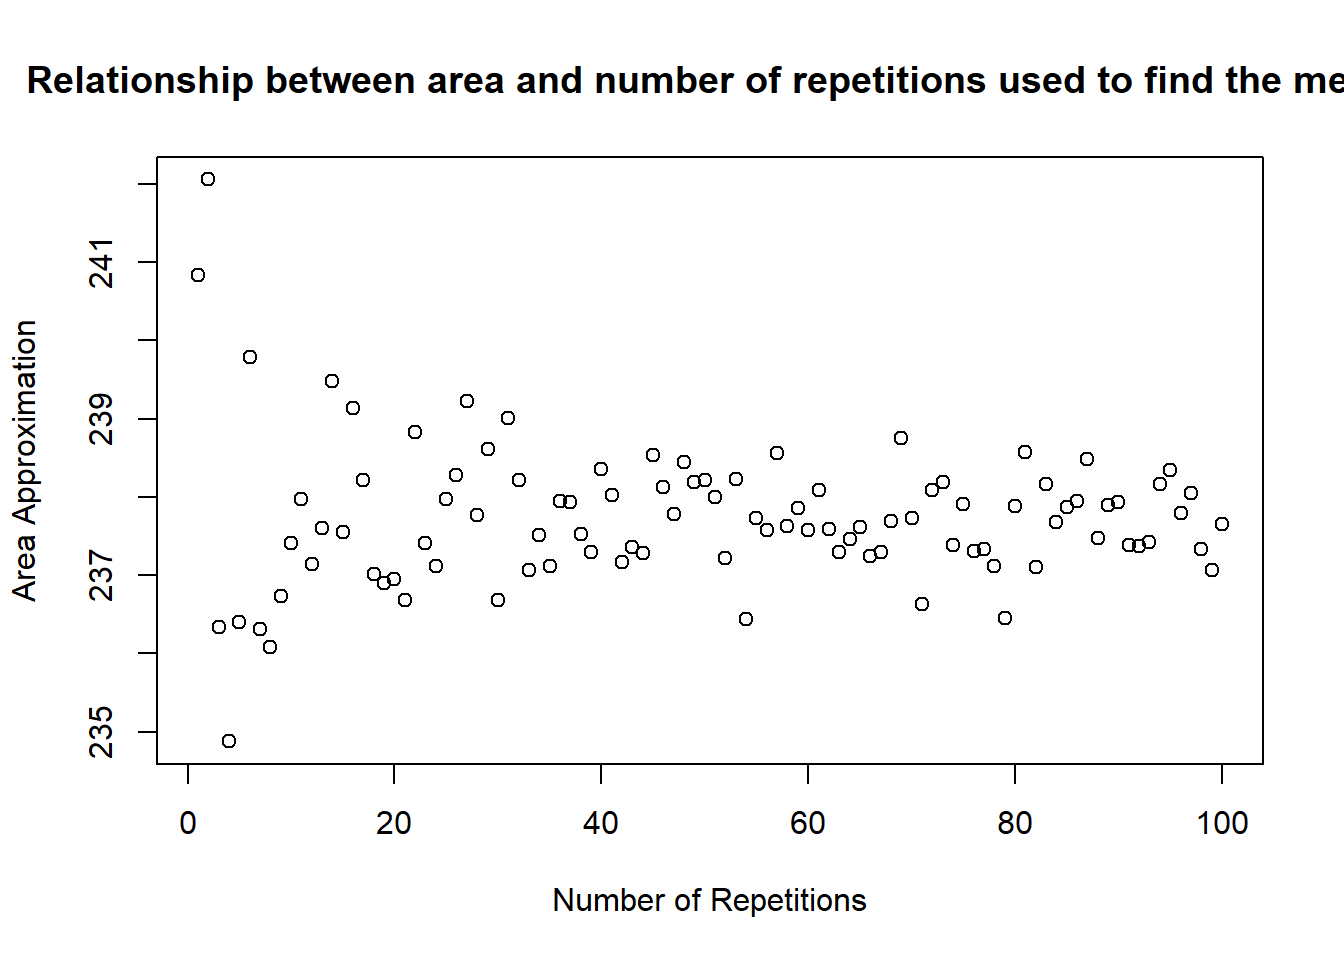 Relationship between area and number of repetitions used to find the me
Area Approximation
241
239
237
235
0 20 40 60 80 100
Number of Repetitions